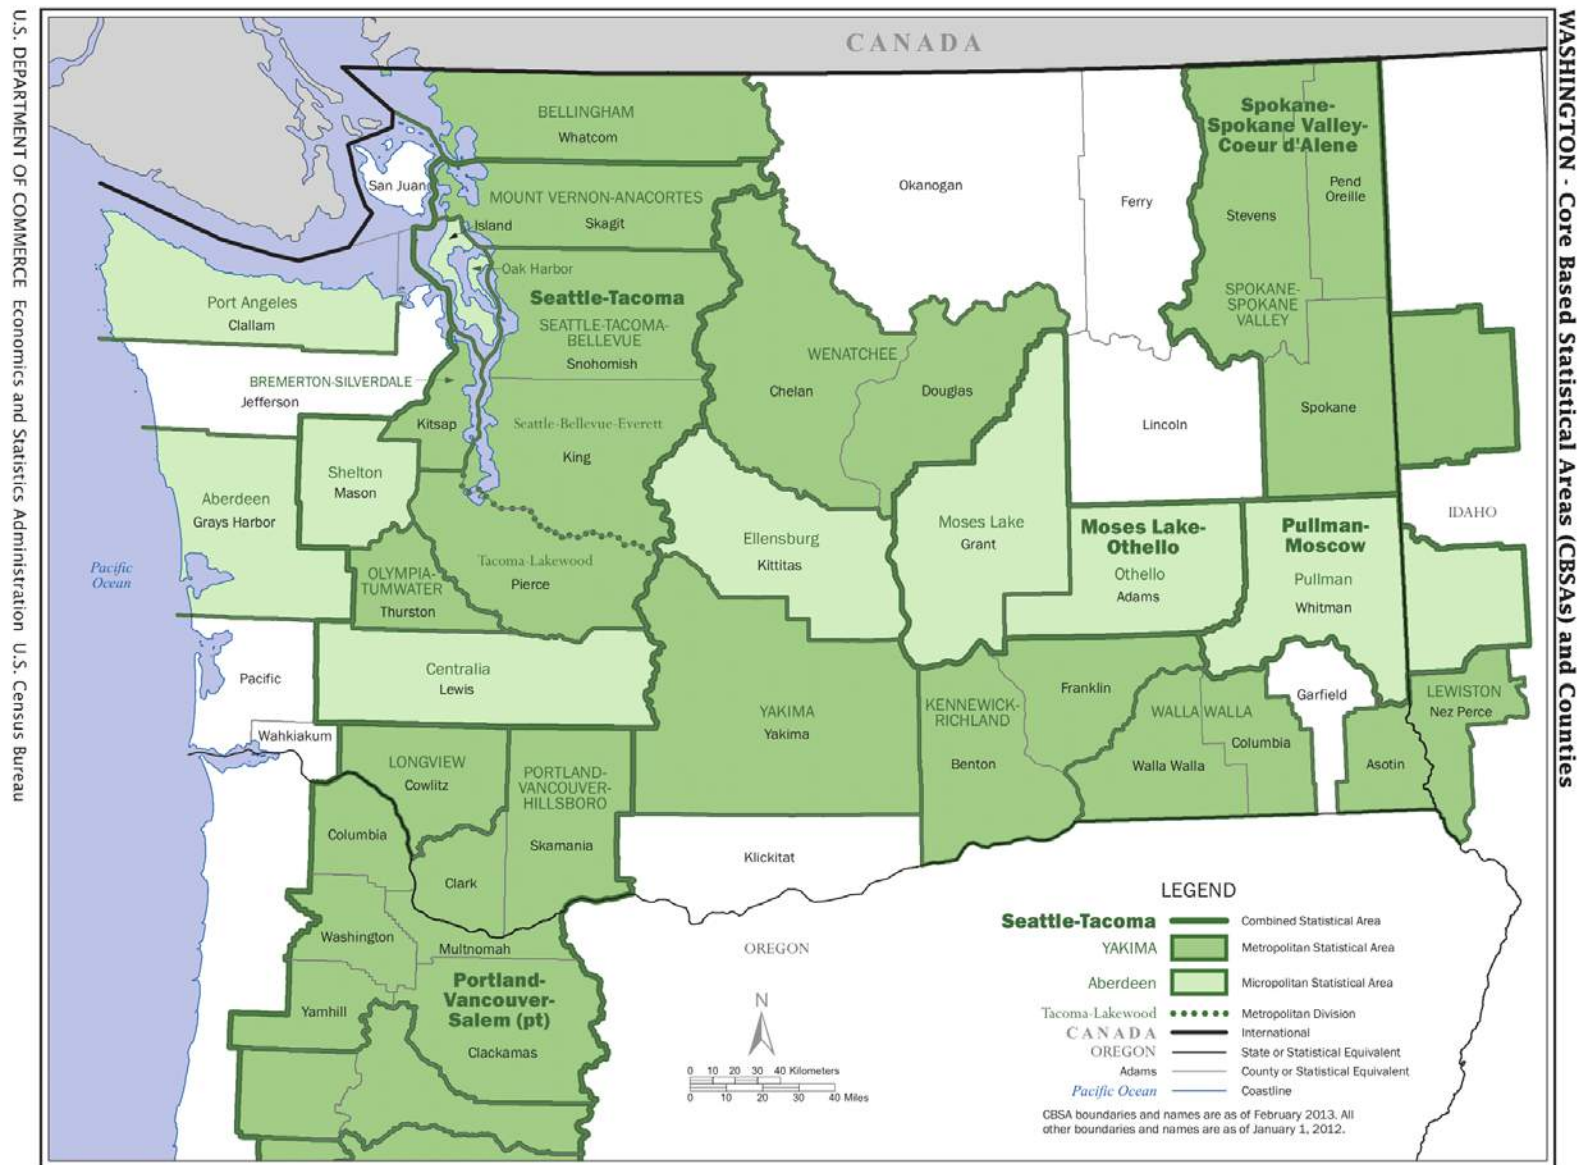 WASHINGTON - Core Based Statistical Areas (CBSAs) and Counties
U.S. DEPARTMENT OF COMMERCE Economics and Statistics Administration U.S. Census Bureau
CANADA
BELLINGHAM
Whatcom
San Juan
MOUNT VERNON-ANACORTES
Skagit
Island
Oak Harbor
Seattle-Tacoma
SEATTLE-TACOMA-
BELLEVUE
Snohomish
Port Angeles
Clallam
BREMERTON-SILVERDALE
Jefferson
Kitsap
Seattle-Bellevue-Everett
King
Okanogan
Ferry
Spokane-
Spokane Valley-
Coeur d'Alene
Pend
Oreille
Stevens
SPOKANE-
SPOKANE
VALLEY
Spokane
WENATCHEE
Chelan
Douglas
Lincoln
Shelton
Mason
Aberdeen
Grays Harbor
Pacific
Ocean
OLYMPIA-
TUMWATER
Thurston
Tacoma-Lakewood
Pierce
Ellensburg
Kittitas
Moses Lake
Grant
Moses Lake-
Othello
Othello
Adams
Pullman-
Moscow
Pullman
Whitman
IDAHO
Pacific
Centralia
Lewis
Wahkiakum
YAKIMA
Yakima
KENNEWICK-
RICHLAND
Benton
Franklin
WALLA WALLA
Walla Walla
Columbia
Garfield
Asotin
LEWISTON
Nez Perce
LONGVIEW
Cowlitz
PORTLAND-
VANCOUVER-
HILLSBORO
Skamania
Columbia
Clark
Klickitat
Washington
Multnomah
Portland-
Vancouver-
Salem (pt)
Yamhill
Clackamas
OREGON
N
0 10 20 30 40 Kilometers
0 10 20 30 40 Miles
LEGEND
Seattle-Tacoma Combined Statistical Area
YAKIMA Metropolitan Statistical Area
Aberdeen Micropolitan Statistical Area
Tacoma-Lakewood Metropolitan Division
CANADA International
OREGON State or Statistical Equivalent
Adams County or Statistical Equivalent
Pacific Ocean Coastline
CBSA boundaries and names are as of February 2013. All
other boundaries and names are as of January 1, 2012.